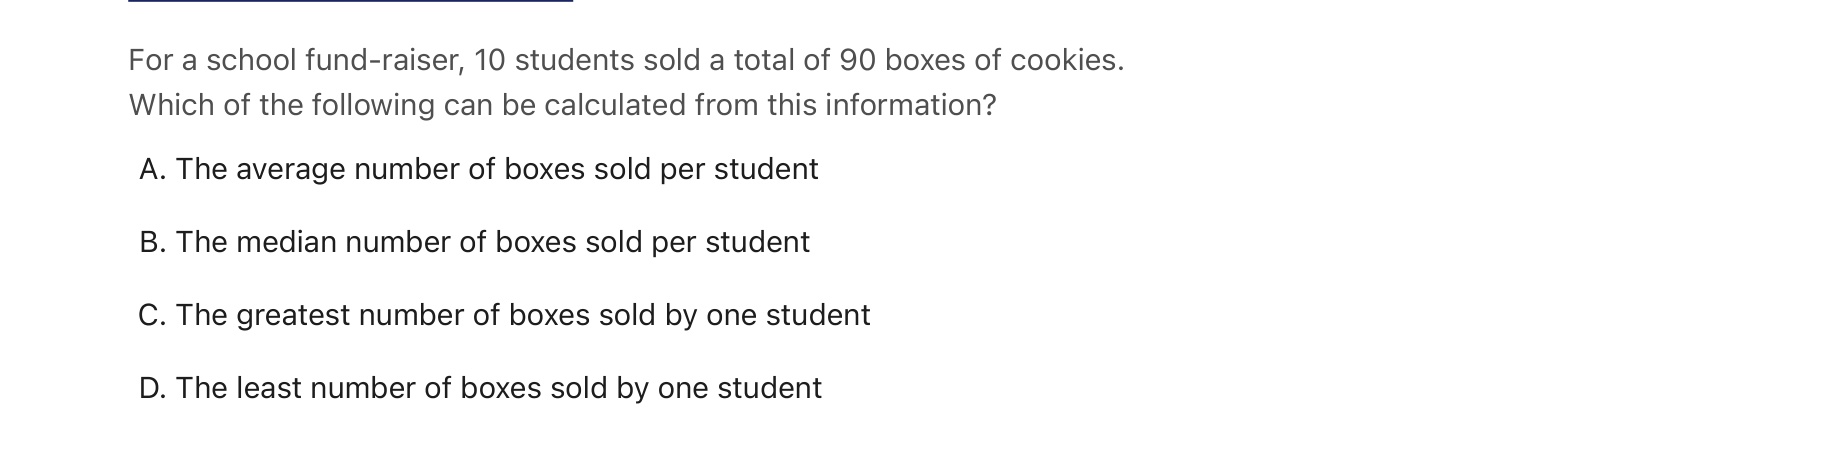 For a school fund-raiser, 10 students sold a total of 90 boxes of cookies.
Which of the following can be calculated from this information?
A. The average number of boxes sold per student
B. The median number of boxes sold per student
C. The greatest number of boxes sold by one student
D. The least number of boxes sold by one student